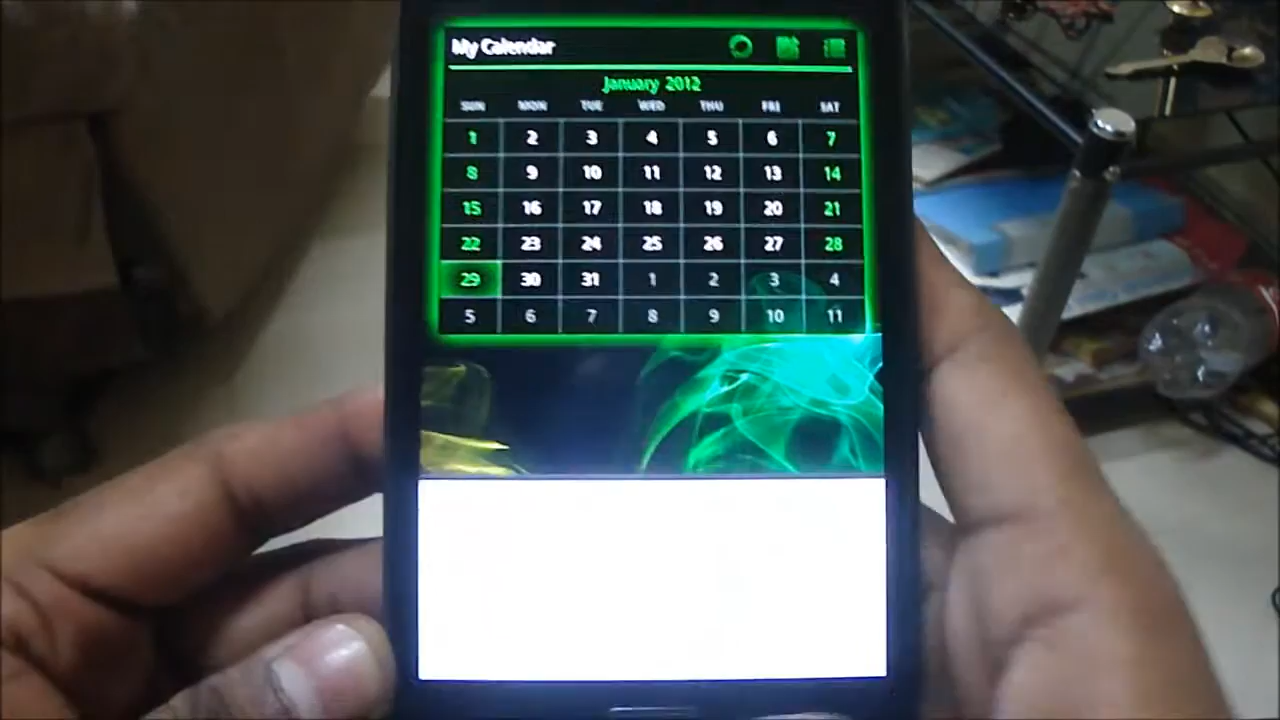 My Calendar
January 2012
SUN MON TUE WED THU FRI SAT
1 2 3 4 5 6 7
8 9 10 11 12 13 14
15 16 17 18 19 20 21
22 23 24 25 26 27 28
29 30 31 1 2 3 4
5 6 7 8 9 10 11